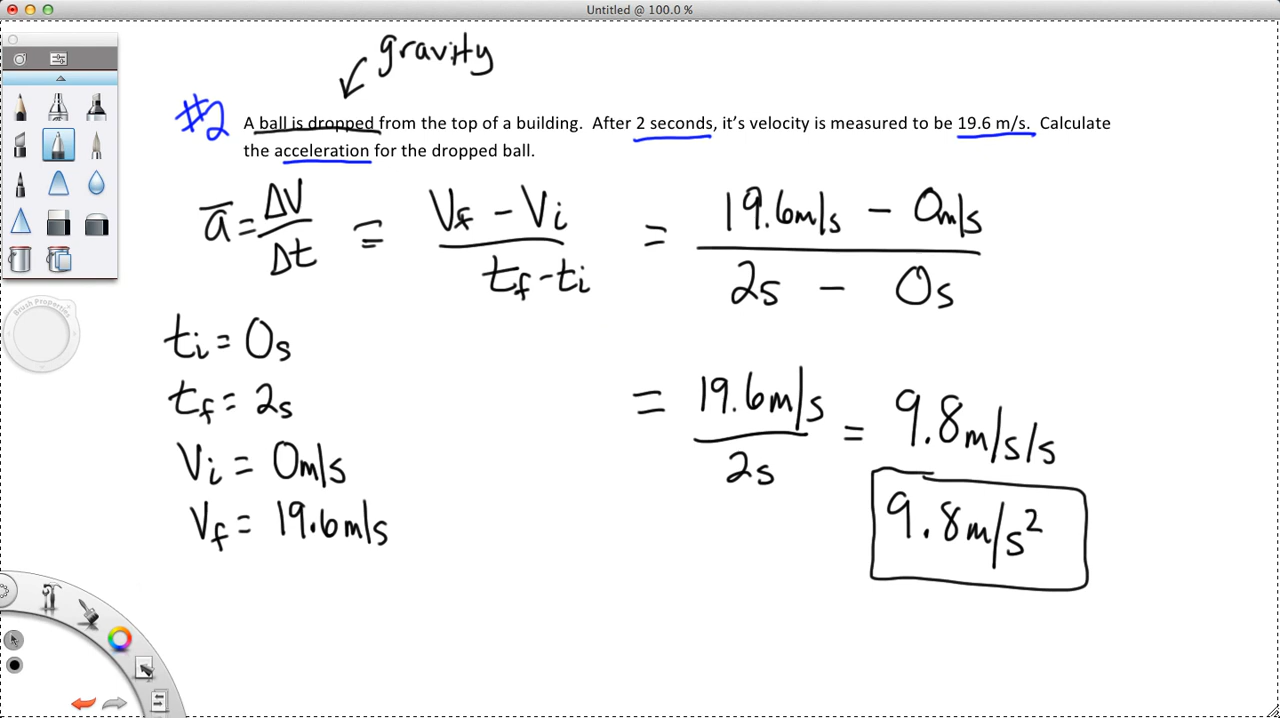 Untitled @ 100.0 %
gravity
#2 A ball is dropped from the top of a building. After 2 seconds, it's velocity is measured to be 19.6 m/s. Calculate
the acceleration for the dropped ball.
a̅ = ΔV/Δt = (Vf - Vi)/(tf - ti) = (19.6m/s - 0m/s)/(2s - 0s)
ti = 0s
tf = 2s
Vi = 0m/s
Vf = 19.6m/s
= 19.6m/s / 2s = 9.8m/s/s
9.8m/s²
Brush Properties